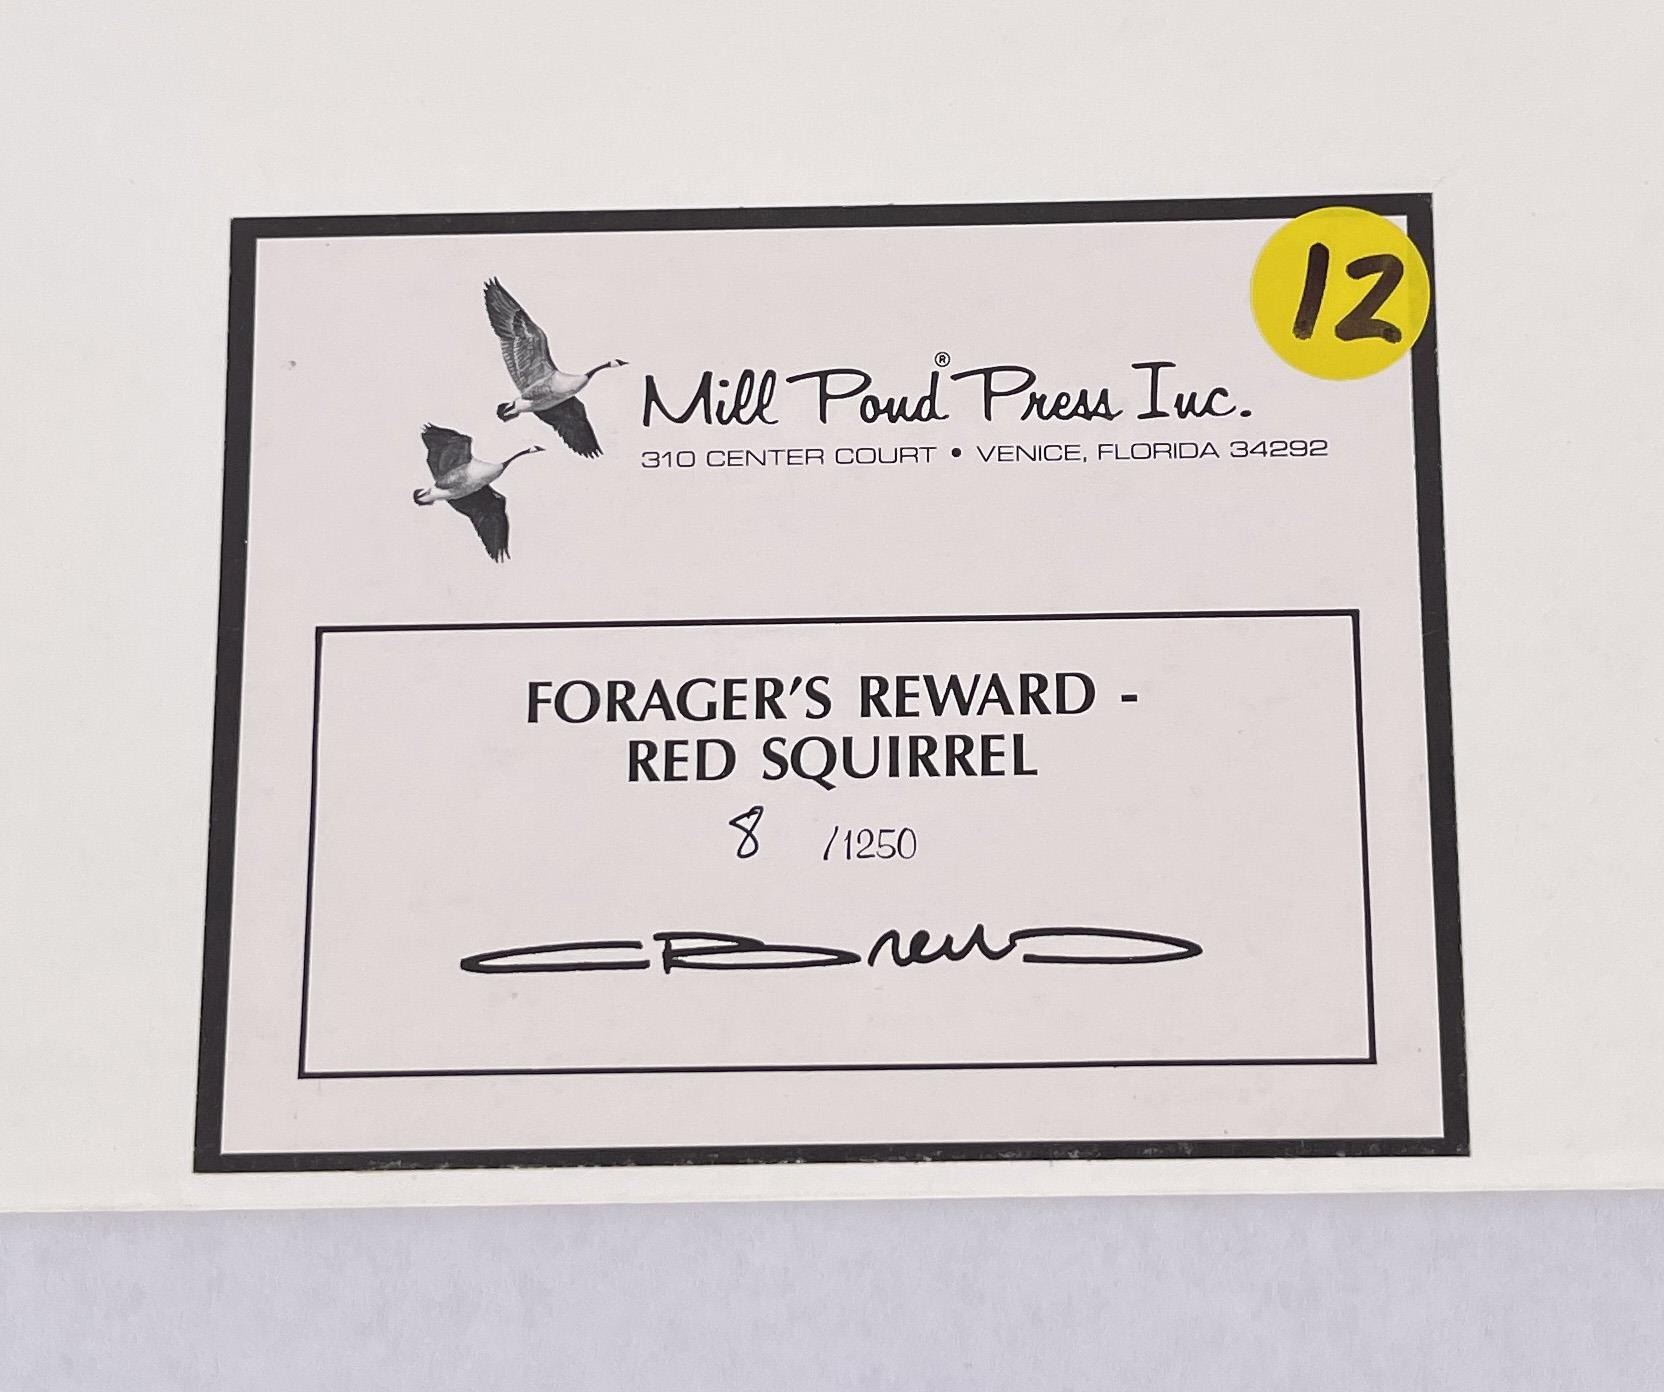 12
Mill Pond® Press Inc.
310 CENTER COURT • VENICE, FLORIDA 34292
FORAGER'S REWARD -
RED SQUIRREL
8 /1250